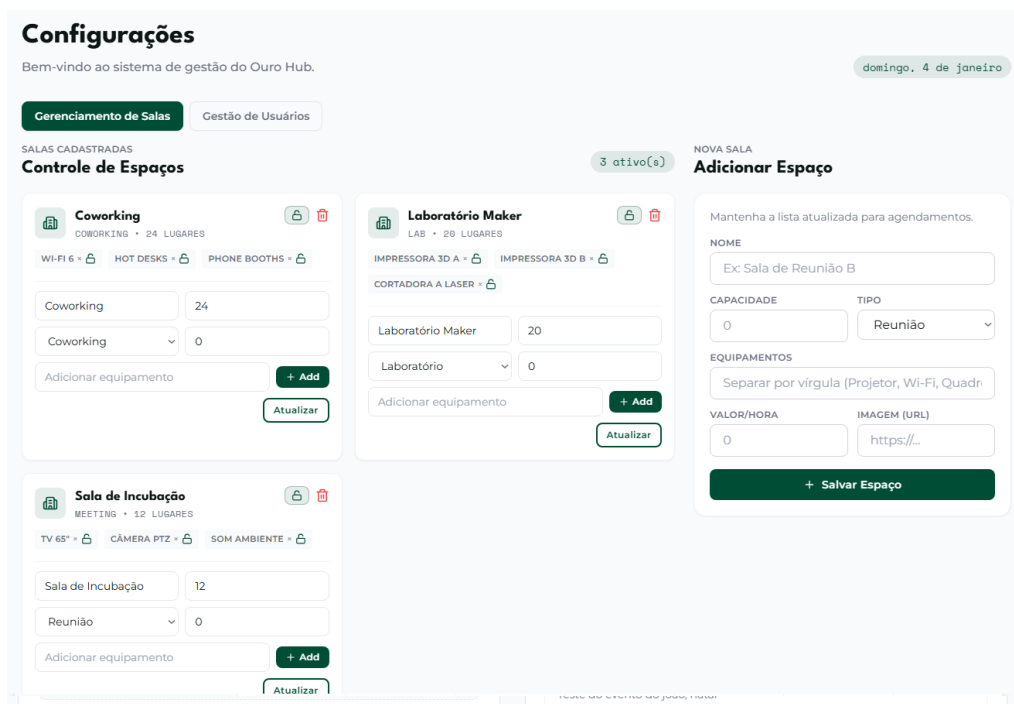 Configurações
Bem-vindo ao sistema de gestão do Ouro Hub.
domingo, 4 de janeiro
Gerenciamento de Salas
Gestão de Usuários
SALAS CADASTRADAS
Controle de Espaços
3 ativo(s)
Coworking
COWORKING • 24 LUGARES
WI-FI 6 ×
HOT DESKS ×
PHONE BOOTHS ×
Coworking
24
Coworking
0
Adicionar equipamento
+ Add
Atualizar
Laboratório Maker
LAB • 20 LUGARES
IMPRESSORA 3D A ×
IMPRESSORA 3D B ×
CORTADORA A LASER ×
Laboratório Maker
20
Laboratório
0
Adicionar equipamento
+ Add
Atualizar
Sala de Incubação
MEETING • 12 LUGARES
TV 65" ×
CÂMERA PTZ ×
SOM AMBIENTE ×
Sala de Incubação
12
Reunião
0
Adicionar equipamento
+ Add
Atualizar
NOVA SALA
Adicionar Espaço
Mantenha a lista atualizada para agendamentos.
NOME
Ex: Sala de Reunião B
CAPACIDADE
TIPO
0
Reunião
EQUIPAMENTOS
Separar por vírgula (Projetor, Wi-Fi, Quadr
VALOR/HORA
IMAGEM (URL)
0
https://...
+ Salvar Espaço